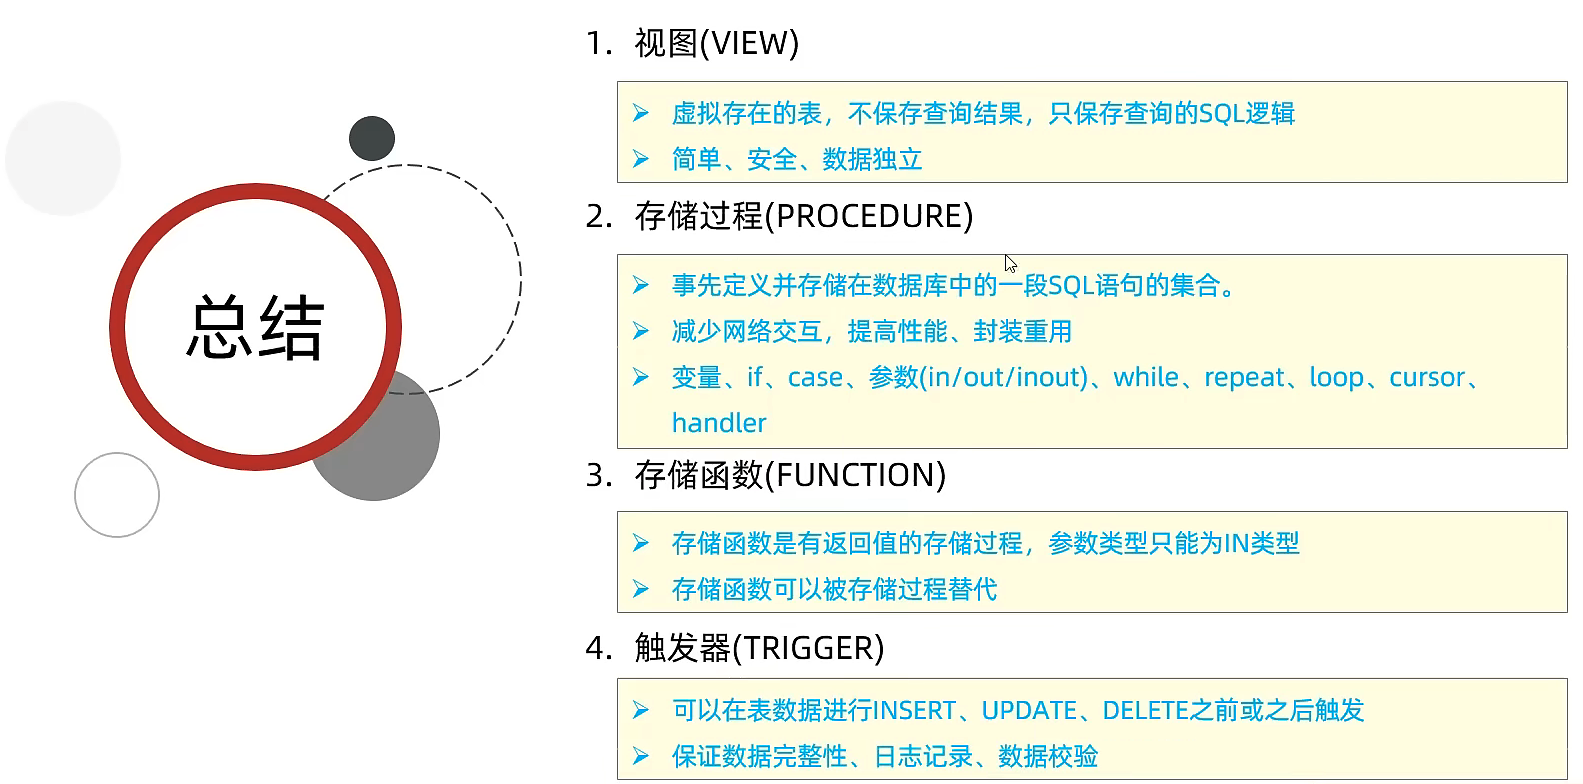 总结
1. 视图(VIEW)
➢ 虚拟存在的表，不保存查询结果，只保存查询的SQL逻辑
➢ 简单、安全、数据独立
2. 存储过程(PROCEDURE)
➢ 事先定义并存储在数据库中的一段SQL语句的集合。
➢ 减少网络交互，提高性能、封装重用
➢ 变量、if、case、参数(in/out/inout)、while、repeat、loop、cursor、
handler
3. 存储函数(FUNCTION)
➢ 存储函数是有返回值的存储过程，参数类型只能为IN类型
➢ 存储函数可以被存储过程替代
4. 触发器(TRIGGER)
➢ 可以在表数据进行INSERT、UPDATE、DELETE之前或之后触发
➢ 保证数据完整性、日志记录、数据校验